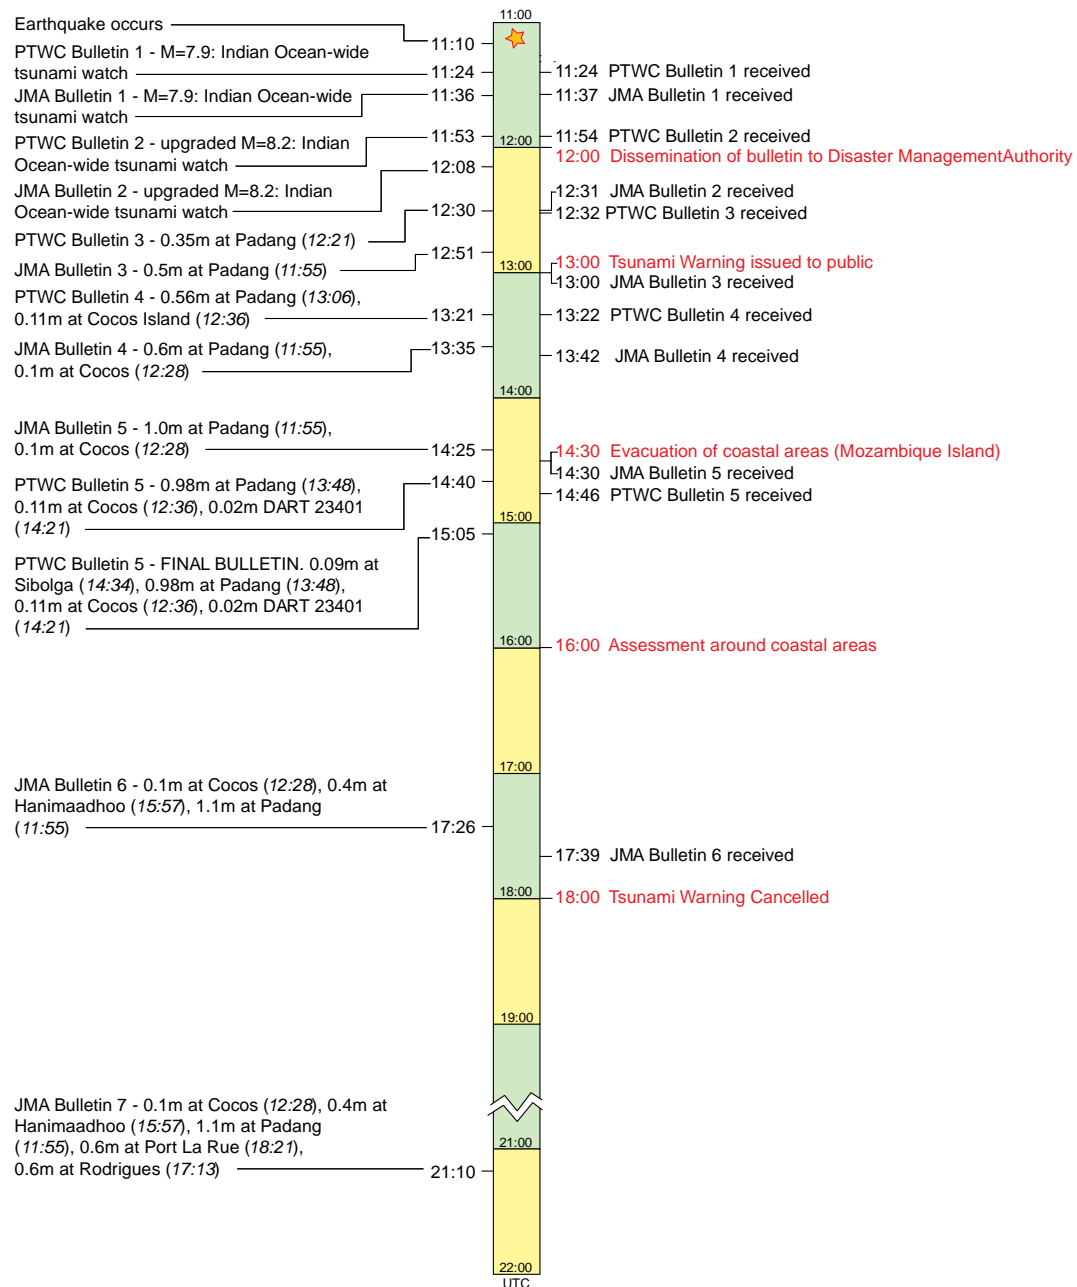 11:00
Earthquake occurs
11:10
PTWC Bulletin 1 - M=7.9: Indian Ocean-wide
tsunami watch
11:24
11:24 PTWC Bulletin 1 received
JMA Bulletin 1 - M=7.9: Indian Ocean-wide
tsunami watch
11:36
11:37 JMA Bulletin 1 received
PTWC Bulletin 2 - upgraded M=8.2: Indian
Ocean-wide tsunami watch
11:53
11:54 PTWC Bulletin 2 received
12:00
12:00 Dissemination of bulletin to Disaster ManagementAuthority
JMA Bulletin 2 - upgraded M=8.2: Indian
Ocean-wide tsunami watch
12:08
12:31 JMA Bulletin 2 received
PTWC Bulletin 3 - 0.35m at Padang (12:21)
12:30
12:32 PTWC Bulletin 3 received
JMA Bulletin 3 - 0.5m at Padang (11:55)
12:51
13:00
13:00 Tsunami Warning issued to public
13:00 JMA Bulletin 3 received
PTWC Bulletin 4 - 0.56m at Padang (13:06),
0.11m at Cocos Island (12:36)
13:21
13:22 PTWC Bulletin 4 received
JMA Bulletin 4 - 0.6m at Padang (11:55),
0.1m at Cocos (12:28)
13:35
13:42 JMA Bulletin 4 received
14:00
JMA Bulletin 5 - 1.0m at Padang (11:55),
0.1m at Cocos (12:28)
14:25
14:30 Evacuation of coastal areas (Mozambique Island)
14:30 JMA Bulletin 5 received
PTWC Bulletin 5 - 0.98m at Padang (13:48),
0.11m at Cocos (12:36), 0.02m DART 23401
(14:21)
14:40
14:46 PTWC Bulletin 5 received
15:00
15:05
PTWC Bulletin 5 - FINAL BULLETIN. 0.09m at
Sibolga (14:34), 0.98m at Padang (13:48),
0.11m at Cocos (12:36), 0.02m DART 23401
(14:21)
16:00
16:00 Assessment around coastal areas
17:00
JMA Bulletin 6 - 0.1m at Cocos (12:28), 0.4m at
Hanimaadhoo (15:57), 1.1m at Padang
(11:55)
17:26
17:39 JMA Bulletin 6 received
18:00
18:00 Tsunami Warning Cancelled
19:00
JMA Bulletin 7 - 0.1m at Cocos (12:28), 0.4m at
Hanimaadhoo (15:57), 1.1m at Padang
(11:55), 0.6m at Port La Rue (18:21),
0.6m at Rodrigues (17:13)
21:00
21:10
22:00
UTC